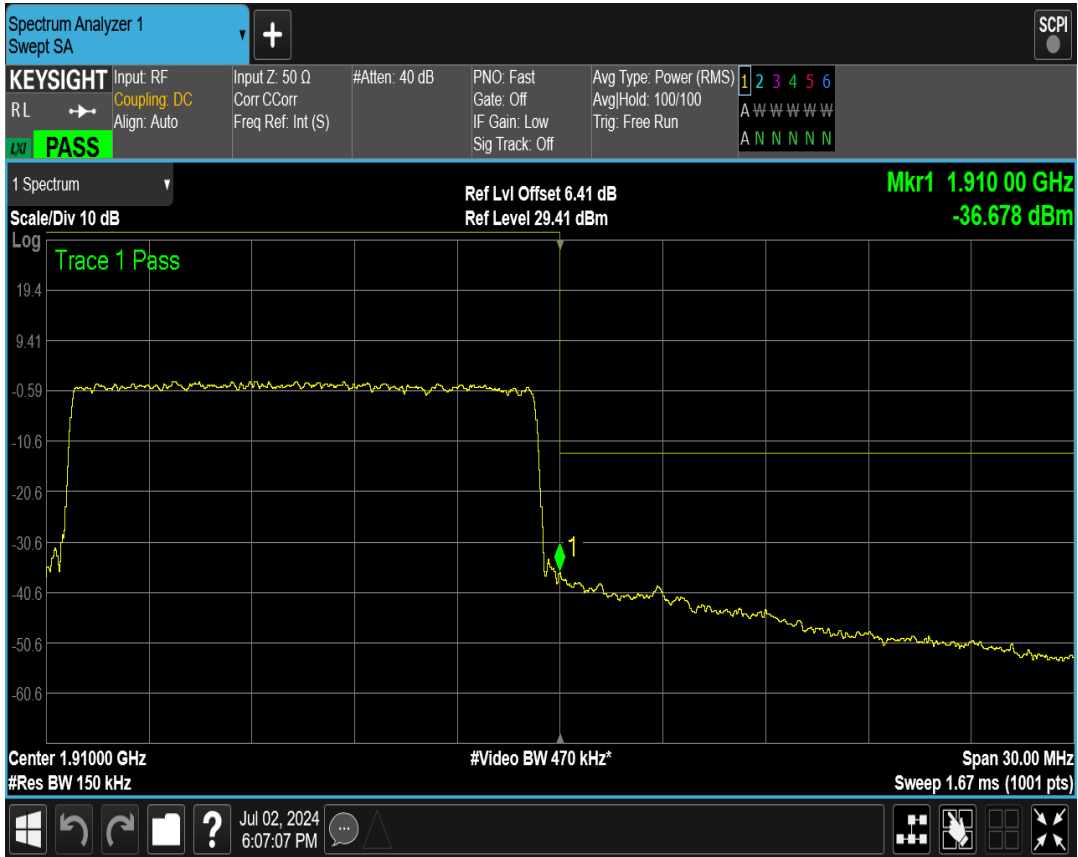 Spectrum Analyzer 1
Swept SA
+
SCPI
KEYSIGHT
RL
LXI PASS
Input: RF
Coupling: DC
Align: Auto
Input Z: 50 Ω
Corr CCorr
Freq Ref: Int (S)
#Atten: 40 dB
PNO: Fast
Gate: Off
IF Gain: Low
Sig Track: Off
Avg Type: Power (RMS)
Avg|Hold: 100/100
Trig: Free Run
1 2 3 4 5 6
A W W W W W
A N N N N N
1 Spectrum
Scale/Div 10 dB
Ref Lvl Offset 6.41 dB
Ref Level 29.41 dBm
Mkr1 1.910 00 GHz
-36.678 dBm
Log
Trace 1 Pass
19.4
9.41
-0.59
-10.6
-20.6
-30.6
-40.6
-50.6
-60.6
1
Center 1.91000 GHz
#Res BW 150 kHz
#Video BW 470 kHz*
Span 30.00 MHz
Sweep 1.67 ms (1001 pts)
?
Jul 02, 2024
6:07:07 PM